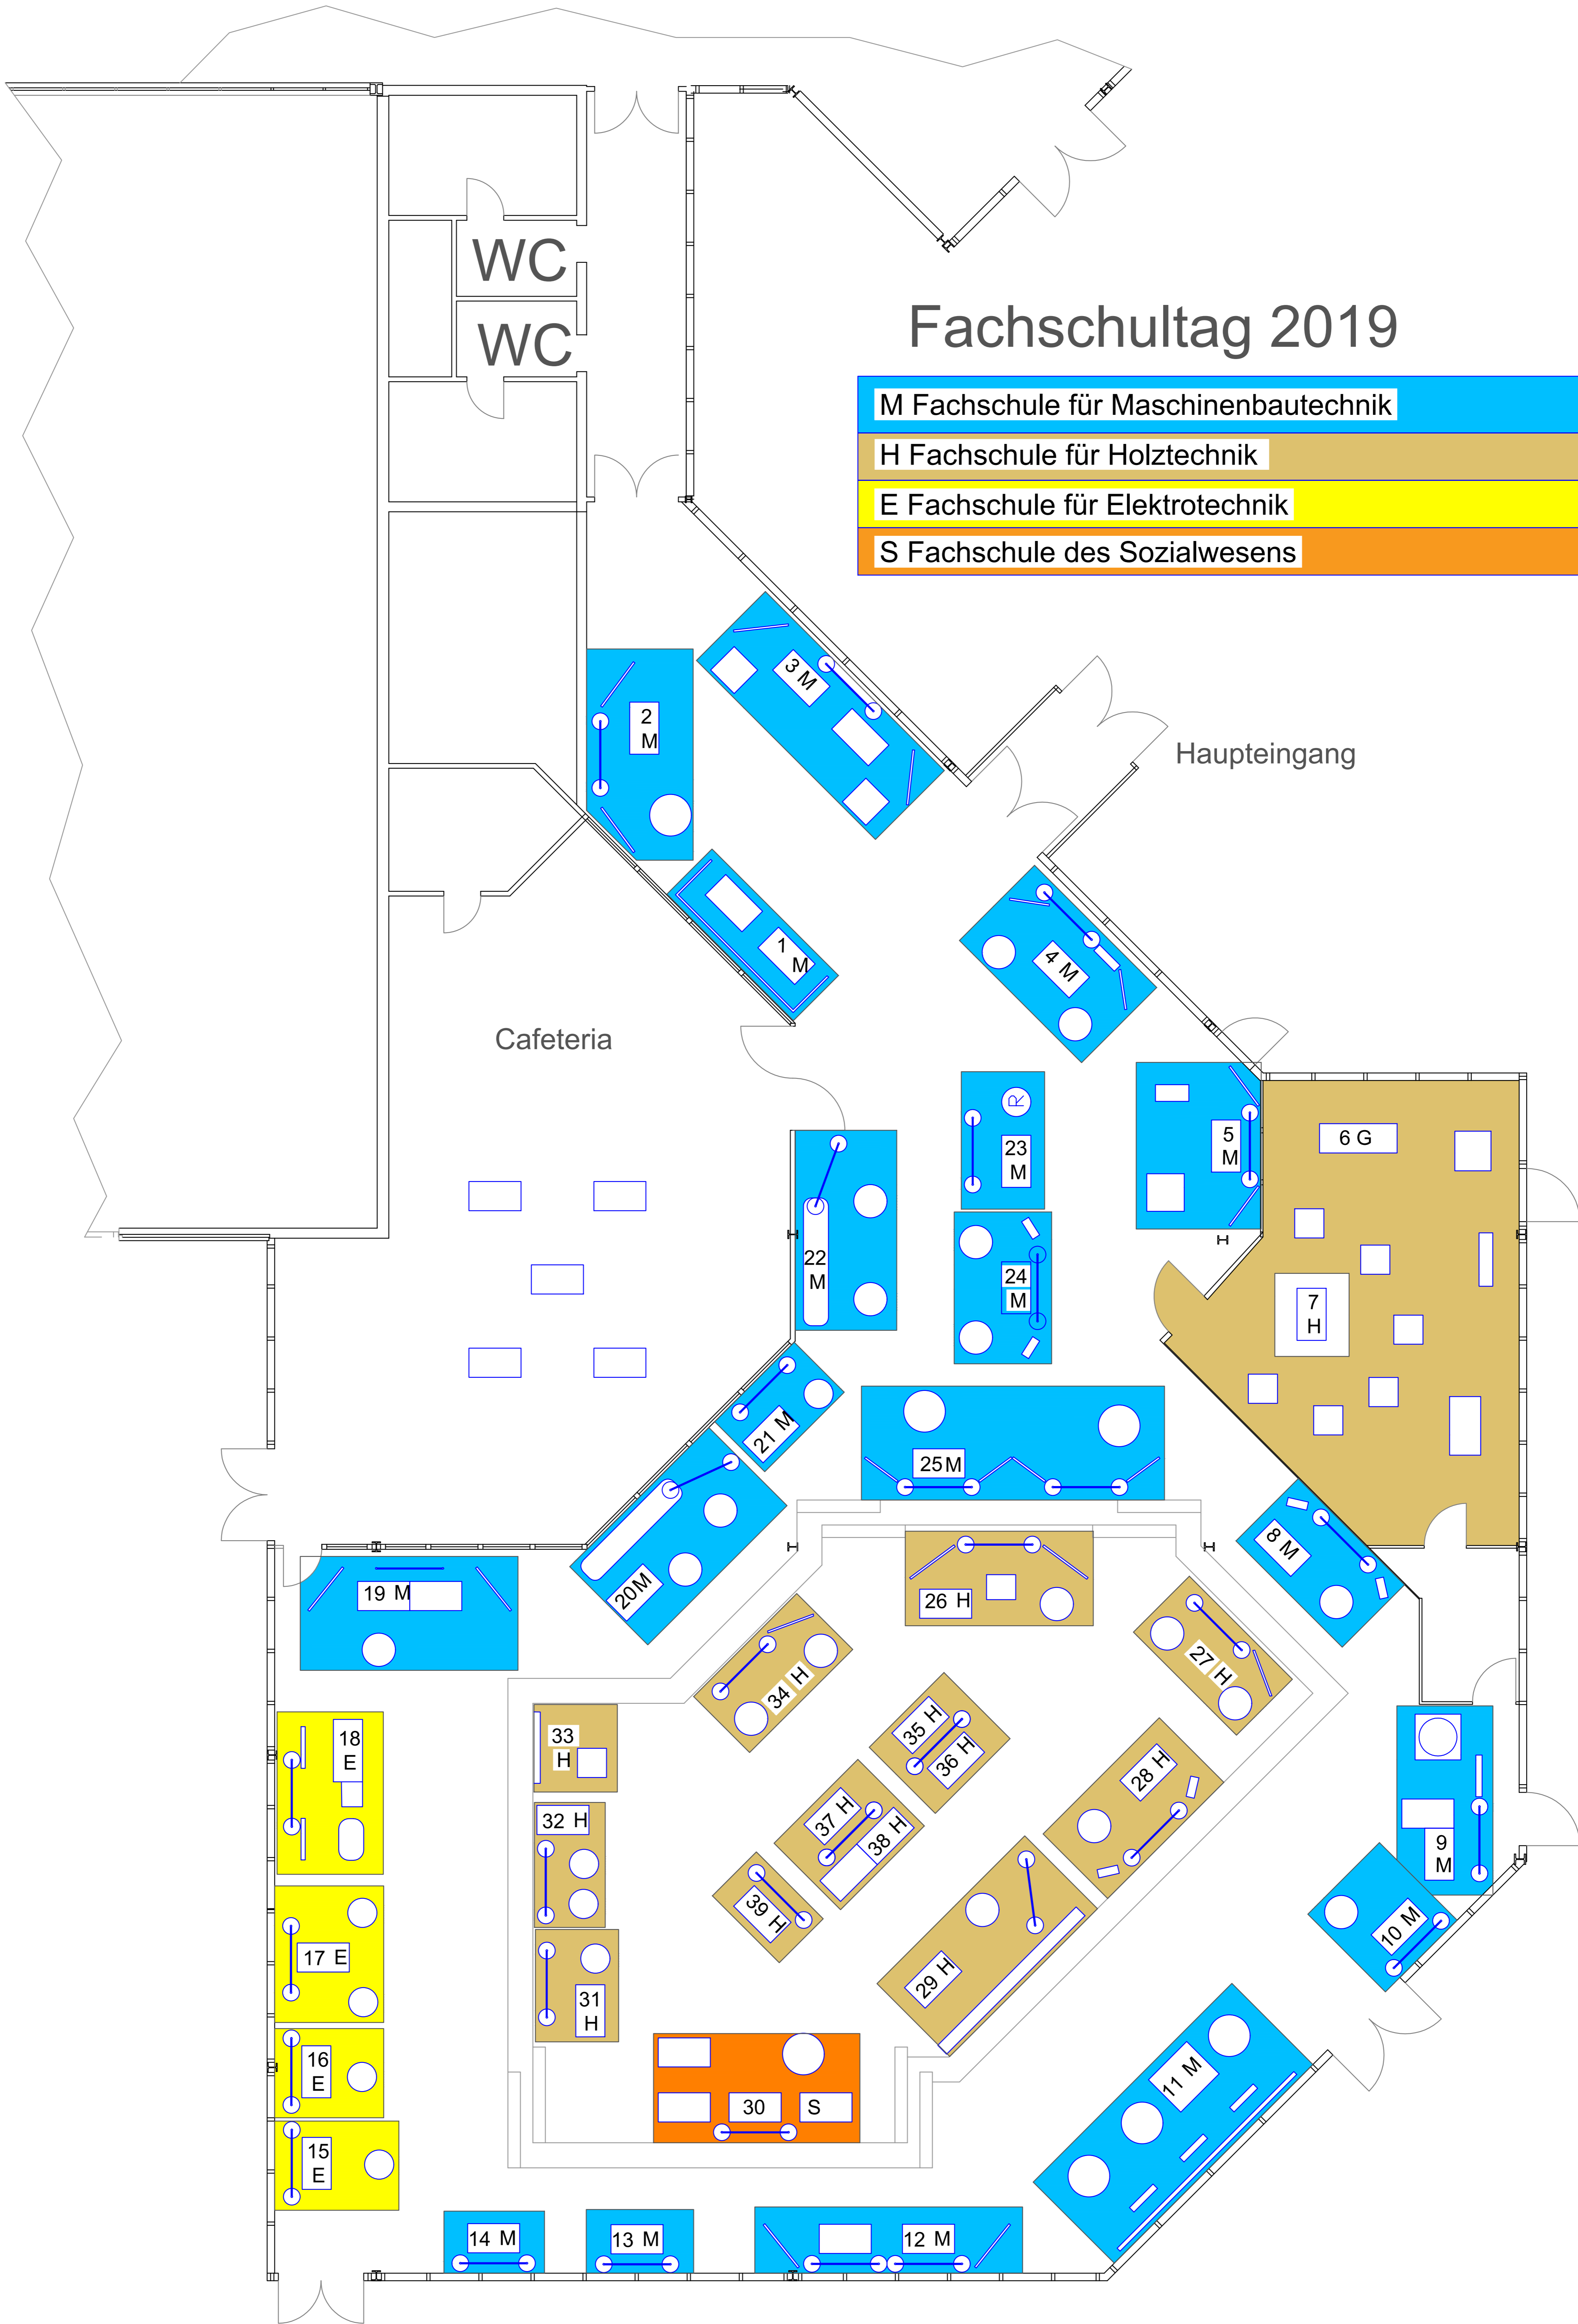 WC
WC
Fachschultag 2019
M Fachschule für Maschinenbautechnik
H Fachschule für Holztechnik
E Fachschule für Elektrotechnik
S Fachschule des Sozialwesens
3 M
2
M
Haupteingang
1
M
4 M
Cafeteria
R
23
M
5
M
6 G
22
M
24
M
7
H
21 M
25 M
20 M
8 M
19 M
26 H
27 H
34 H
33
H
35 H
36 H
18
E
28 H
32 H
37 H
38 H
9
M
39 H
10 M
17 E
29 H
31
H
16
E
11 M
30 S
15
E
14 M
13 M
12 M